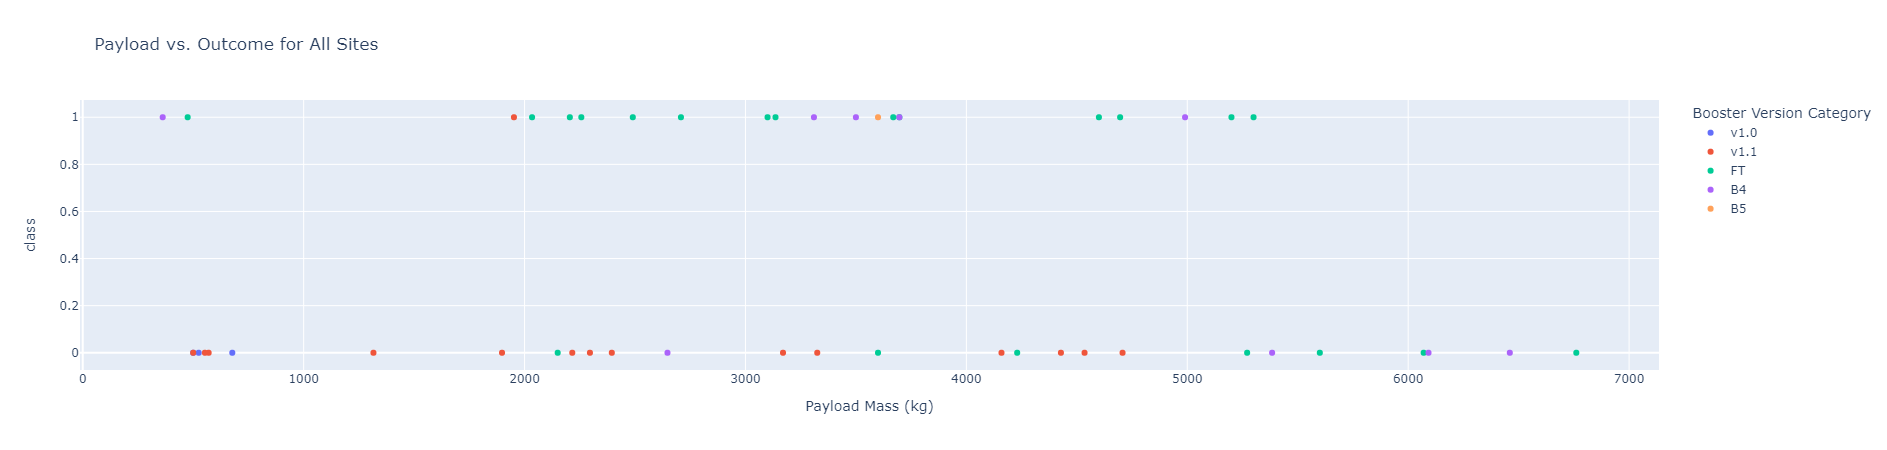 Payload vs. Outcome for All Sites
Booster Version Category
v1.0
v1.1
FT
B4
B5
class
1
0.8
0.6
0.4
0.2
0
0 1000 2000 3000 4000 5000 6000 7000
Payload Mass (kg)